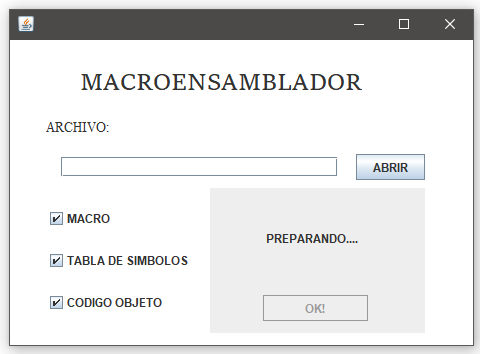 MACROENSAMBLADOR
ARCHIVO:
ABRIR
MACRO
PREPARANDO....
TABLA DE SIMBOLOS
CODIGO OBJETO
OK!